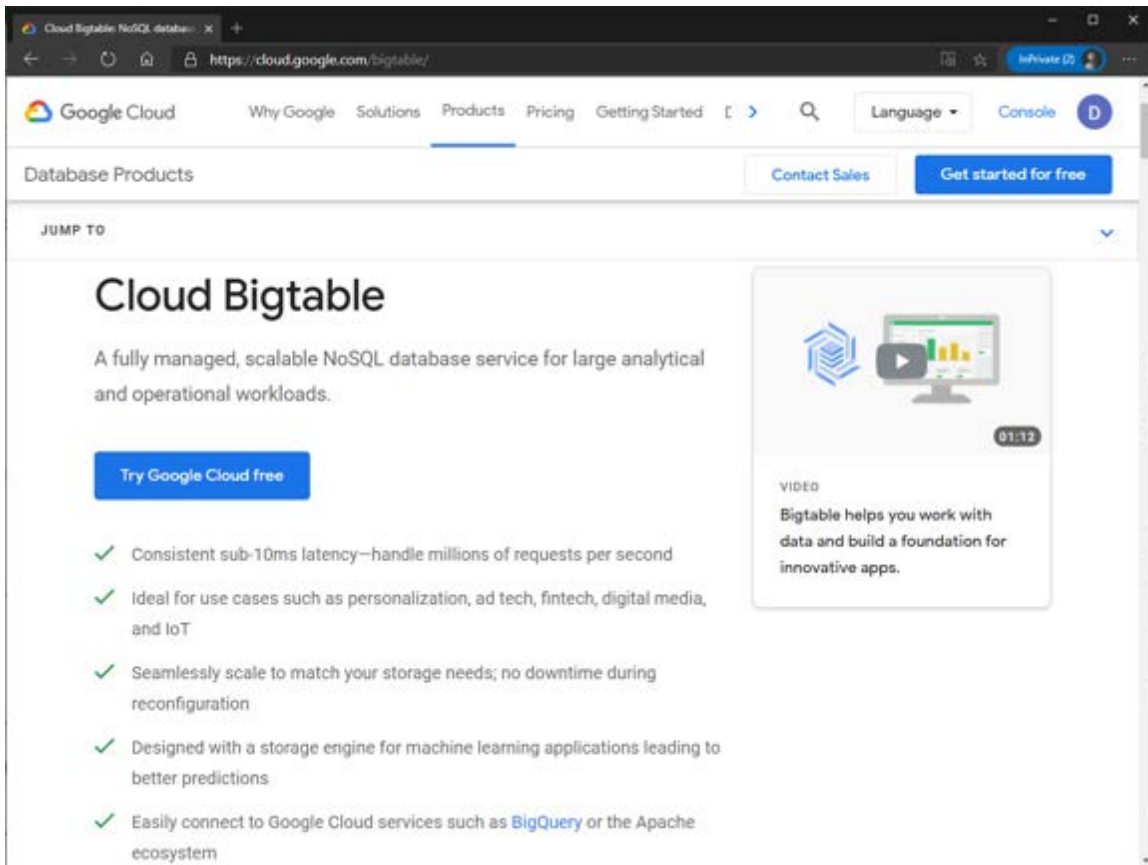 Cloud Bigtable: NoSQL databas
https://cloud.google.com/bigtable/
InPrivate (2)
Google Cloud
Why Google Solutions Products Pricing Getting Started
Language
Console
D
Database Products
Contact Sales
Get started for free
JUMP TO
Cloud Bigtable
A fully managed, scalable NoSQL database service for large analytical
and operational workloads.
Try Google Cloud free
01:12
VIDEO
Bigtable helps you work with
data and build a foundation for
innovative apps.
Consistent sub-10ms latency—handle millions of requests per second
Ideal for use cases such as personalization, ad tech, fintech, digital media,
and IoT
Seamlessly scale to match your storage needs; no downtime during
reconfiguration
Designed with a storage engine for machine learning applications leading to
better predictions
Easily connect to Google Cloud services such as BigQuery or the Apache
ecosystem